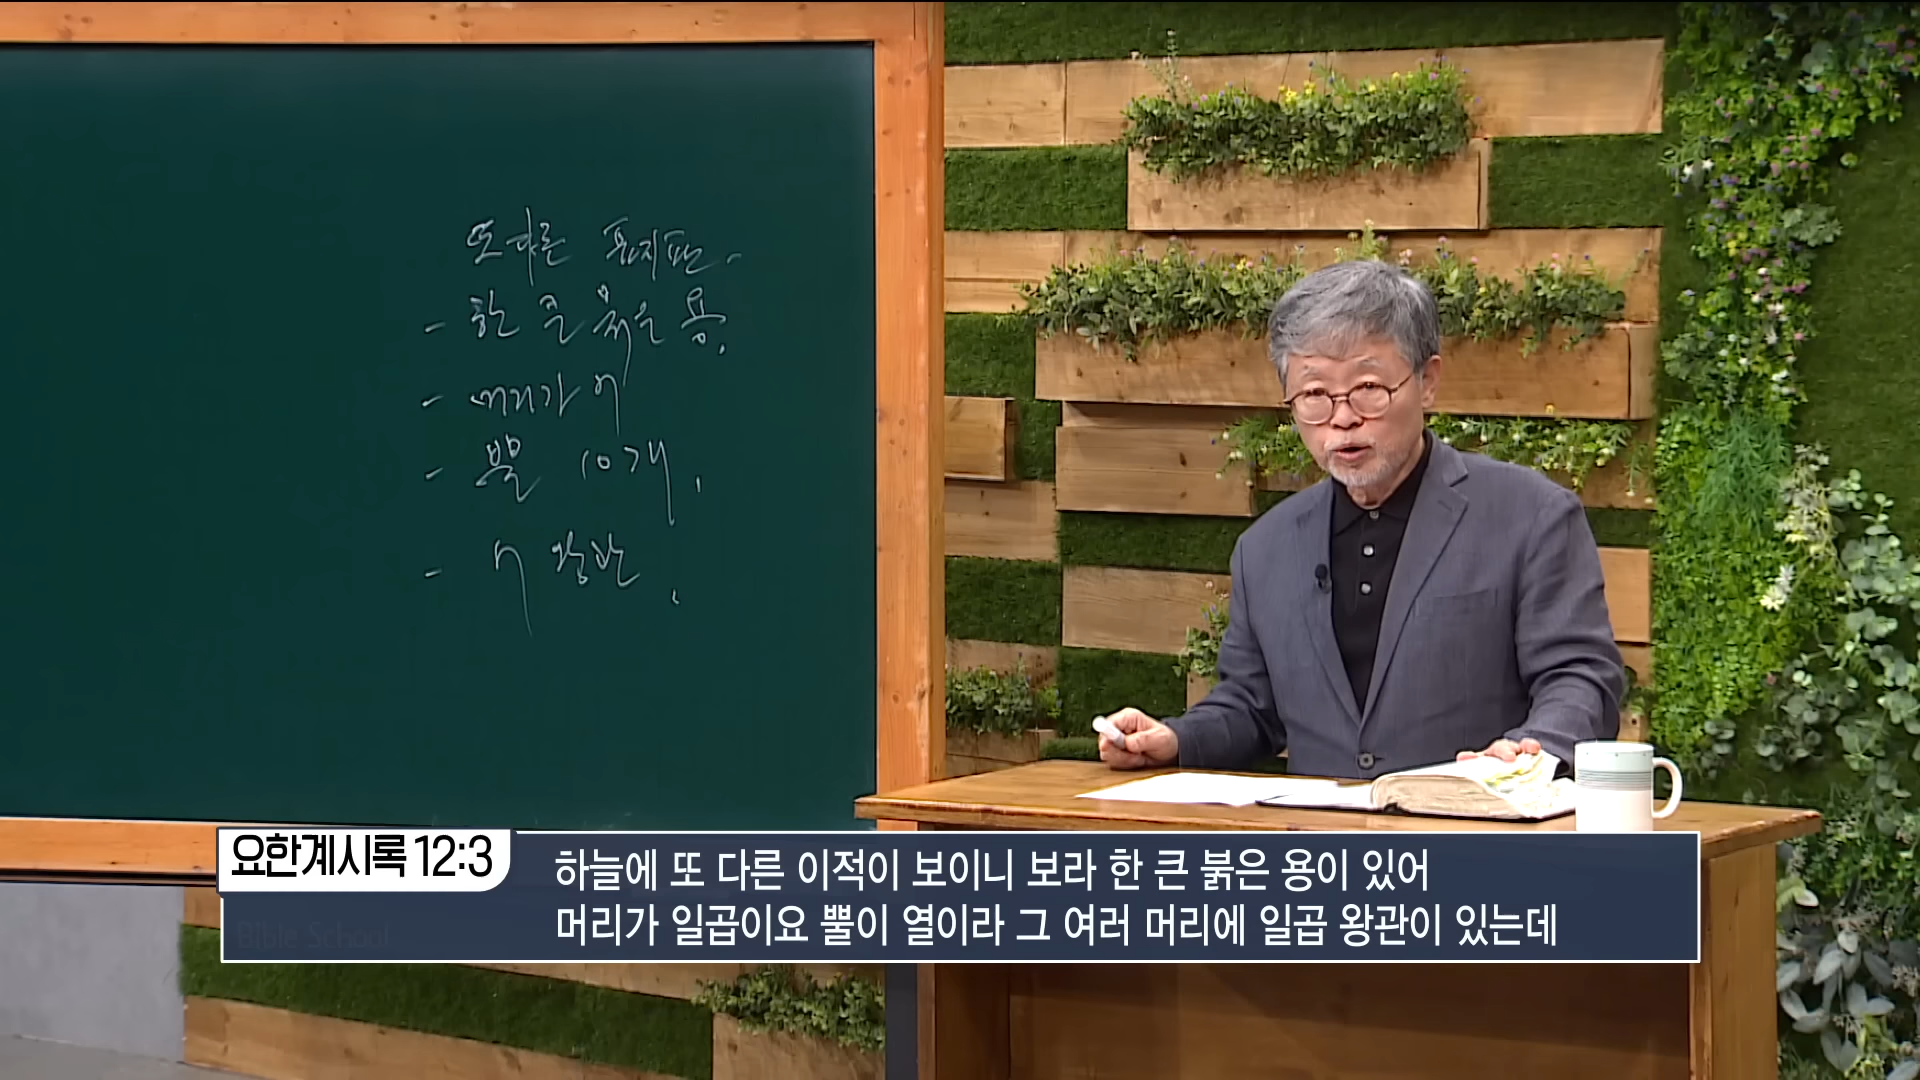 또 다른 표지판
- 한 큰 붉은 용.
- 머리가 7
- 뿔 10개.
- 7 왕관.
요한계시록 12:3
하늘에 또 다른 이적이 보이니 보라 한 큰 붉은 용이 있어
머리가 일곱이요 뿔이 열이라 그 여러 머리에 일곱 왕관이 있는데
Bible School